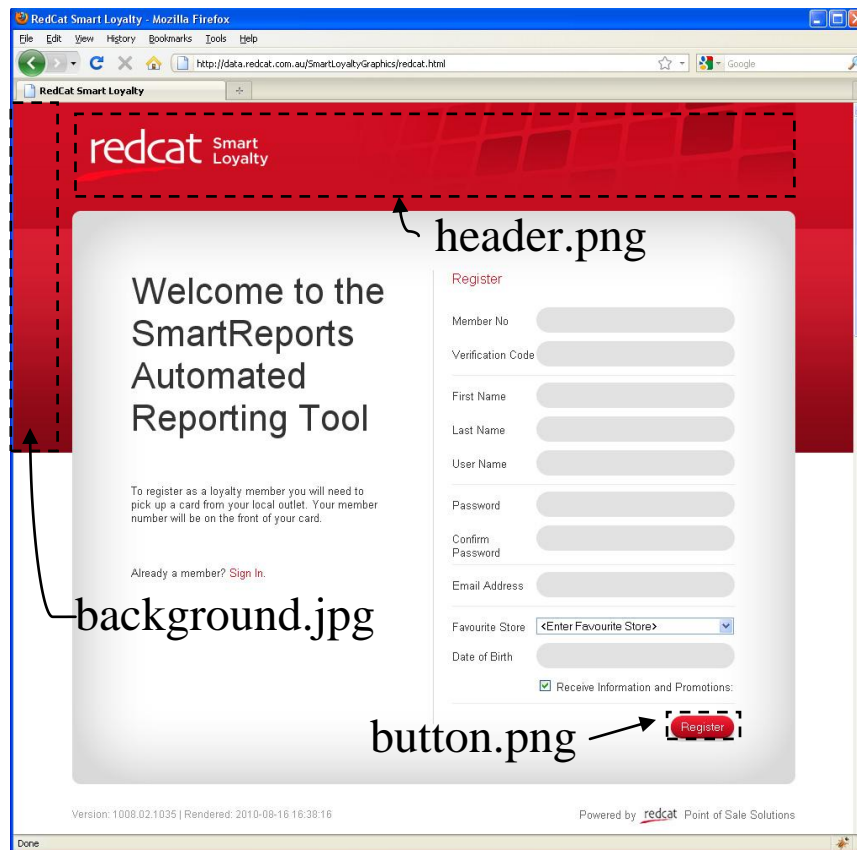 RedCat Smart Loyalty - Mozilla Firefox
File Edit View History Bookmarks Tools Help
http://data.redcat.com.au/SmartLoyaltyGraphics/redcat.html
Google
RedCat Smart Loyalty
redcat Smart Loyalty
header.png
Welcome to the
SmartReports
Automated
Reporting Tool
To register as a loyalty member you will need to
pick up a card from your local outlet. Your member
number will be on the front of your card.
Already a member? Sign In.
background.jpg
Register
Member No
Verification Code
First Name
Last Name
User Name
Password
Confirm
Password
Email Address
Favourite Store <Enter Favourite Store>
Date of Birth
Receive Information and Promotions:
button.png
Register
Version: 1008.02.1035 | Rendered: 2010-08-16 16:38:16
Powered by redcat Point of Sale Solutions
Done